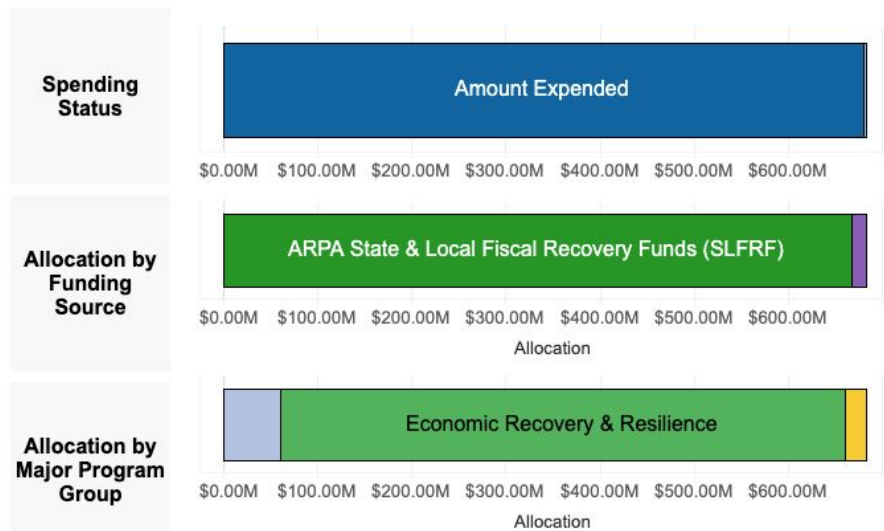 Spending
Status
Amount Expended
$0.00M $100.00M $200.00M $300.00M $400.00M $500.00M $600.00M
Allocation by
Funding
Source
ARPA State & Local Fiscal Recovery Funds (SLFRF)
$0.00M $100.00M $200.00M $300.00M $400.00M $500.00M $600.00M
Allocation
Allocation by
Major Program
Group
Economic Recovery & Resilience
$0.00M $100.00M $200.00M $300.00M $400.00M $500.00M $600.00M
Allocation